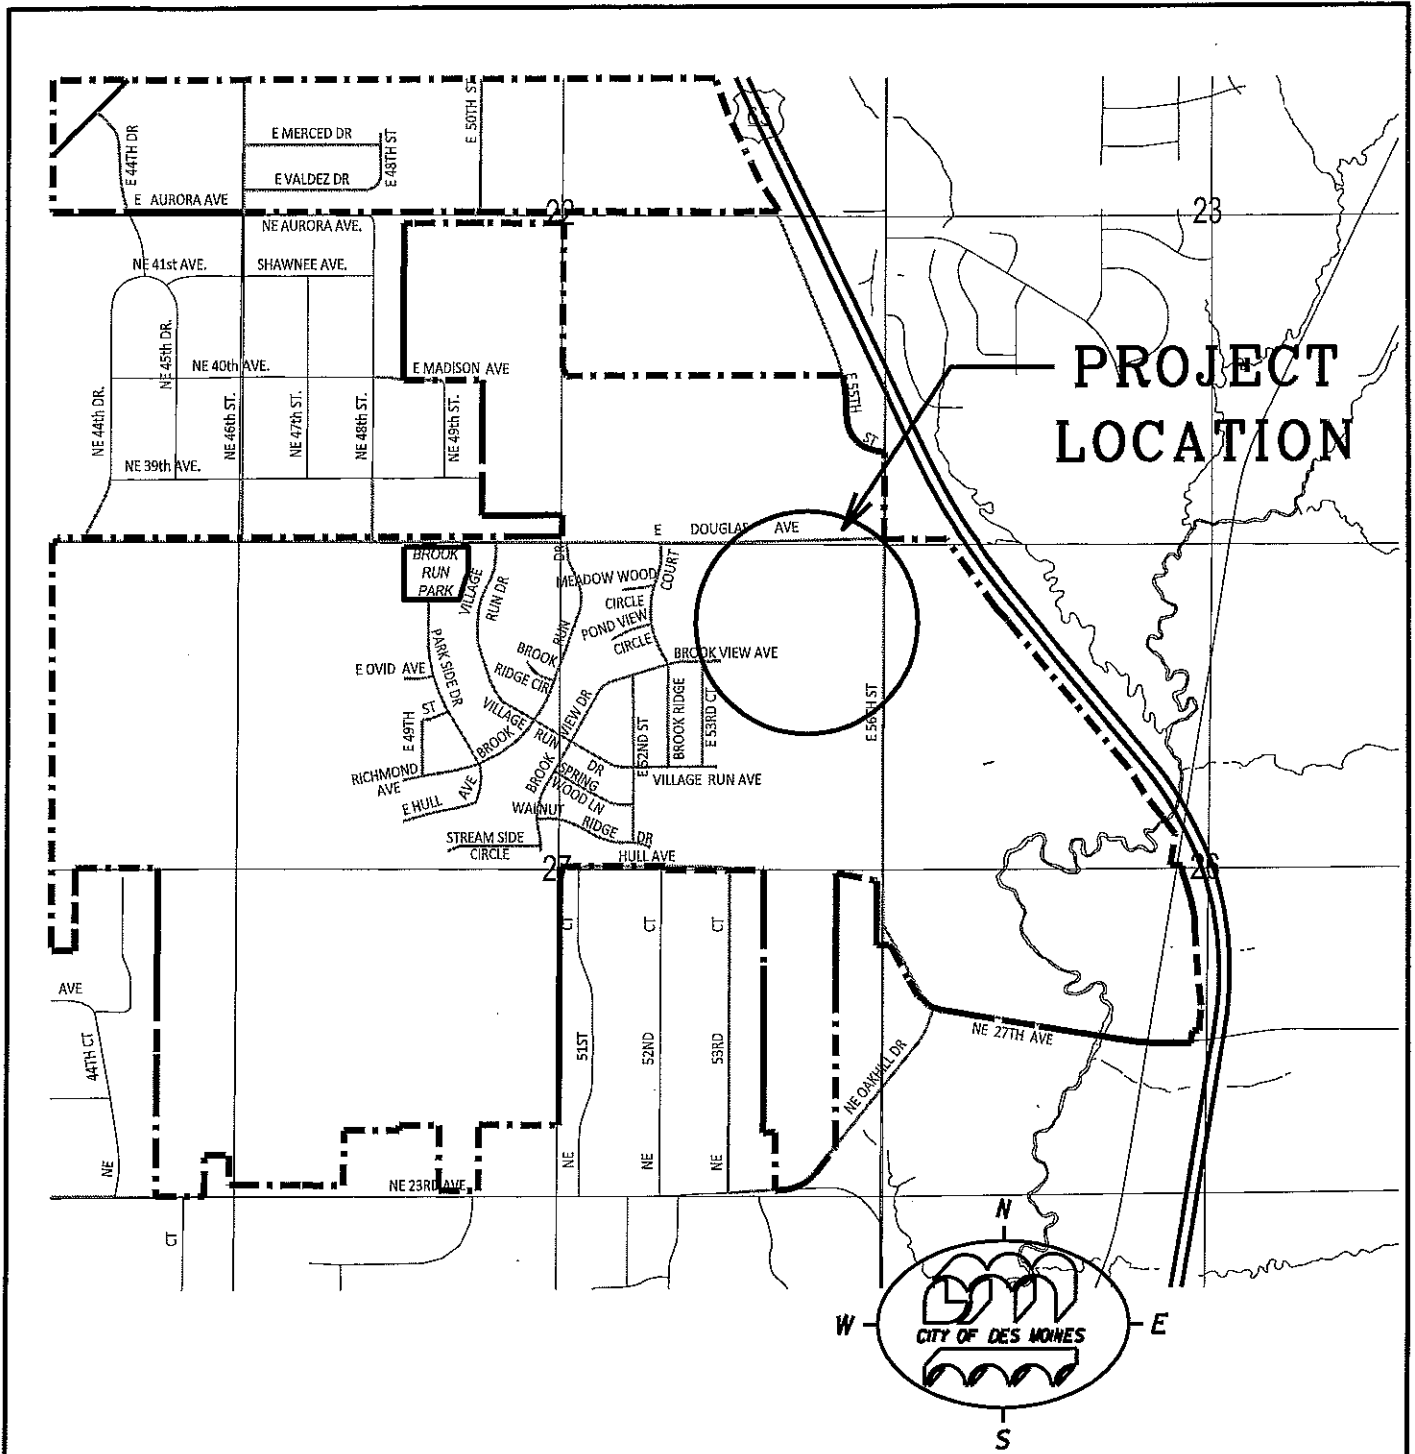 65
E 44TH DR
E MERCED DR
E 48TH ST
E 50TH ST
E VALDEZ DR
E AURORA AVE
22
23
NE AURORA AVE.
NE 41st AVE.
SHAWNEE AVE.
NE 45th DR.
NE 40th AVE.
E MADISON AVE
PROJECT
LOCATION
E 55TH
ST
NE 44th DR.
NE 46th ST.
NE 47th ST.
NE 48th ST.
NE 49th ST.
NE 39th AVE.
E DOUGLAS AVE
BROOK
RUN
PARK
VILLAGE
RUN DR
DR
RUN
BROOK
MEADOW WOOD
CIRCLE
COURT
POND VIEW
CIRCLE
BROOK VIEW AVE
PARK SIDE DR
E OVID AVE
BROOK
RIDGE CIR
E 49TH
ST
VILLAGE
RUN
DR
VIEW DR
BROOK
E 52ND ST
BROOK RIDGE
E 53RD CT
E 56TH ST
RICHMOND
AVE
VILLAGE RUN AVE
E HULL
AVE
SPRING
WOOD LN
WALNUT
RIDGE
DR
STREAM SIDE
CIRCLE
HULL AVE
27
26
CT
CT
CT
AVE
44TH CT
51ST
52ND
53RD
NE 27TH AVE
NE OAKHILL DR
NE
NE
NE
NE
NE 23RD AVE.
CT
N
W
E
CITY OF DES MOINES
S